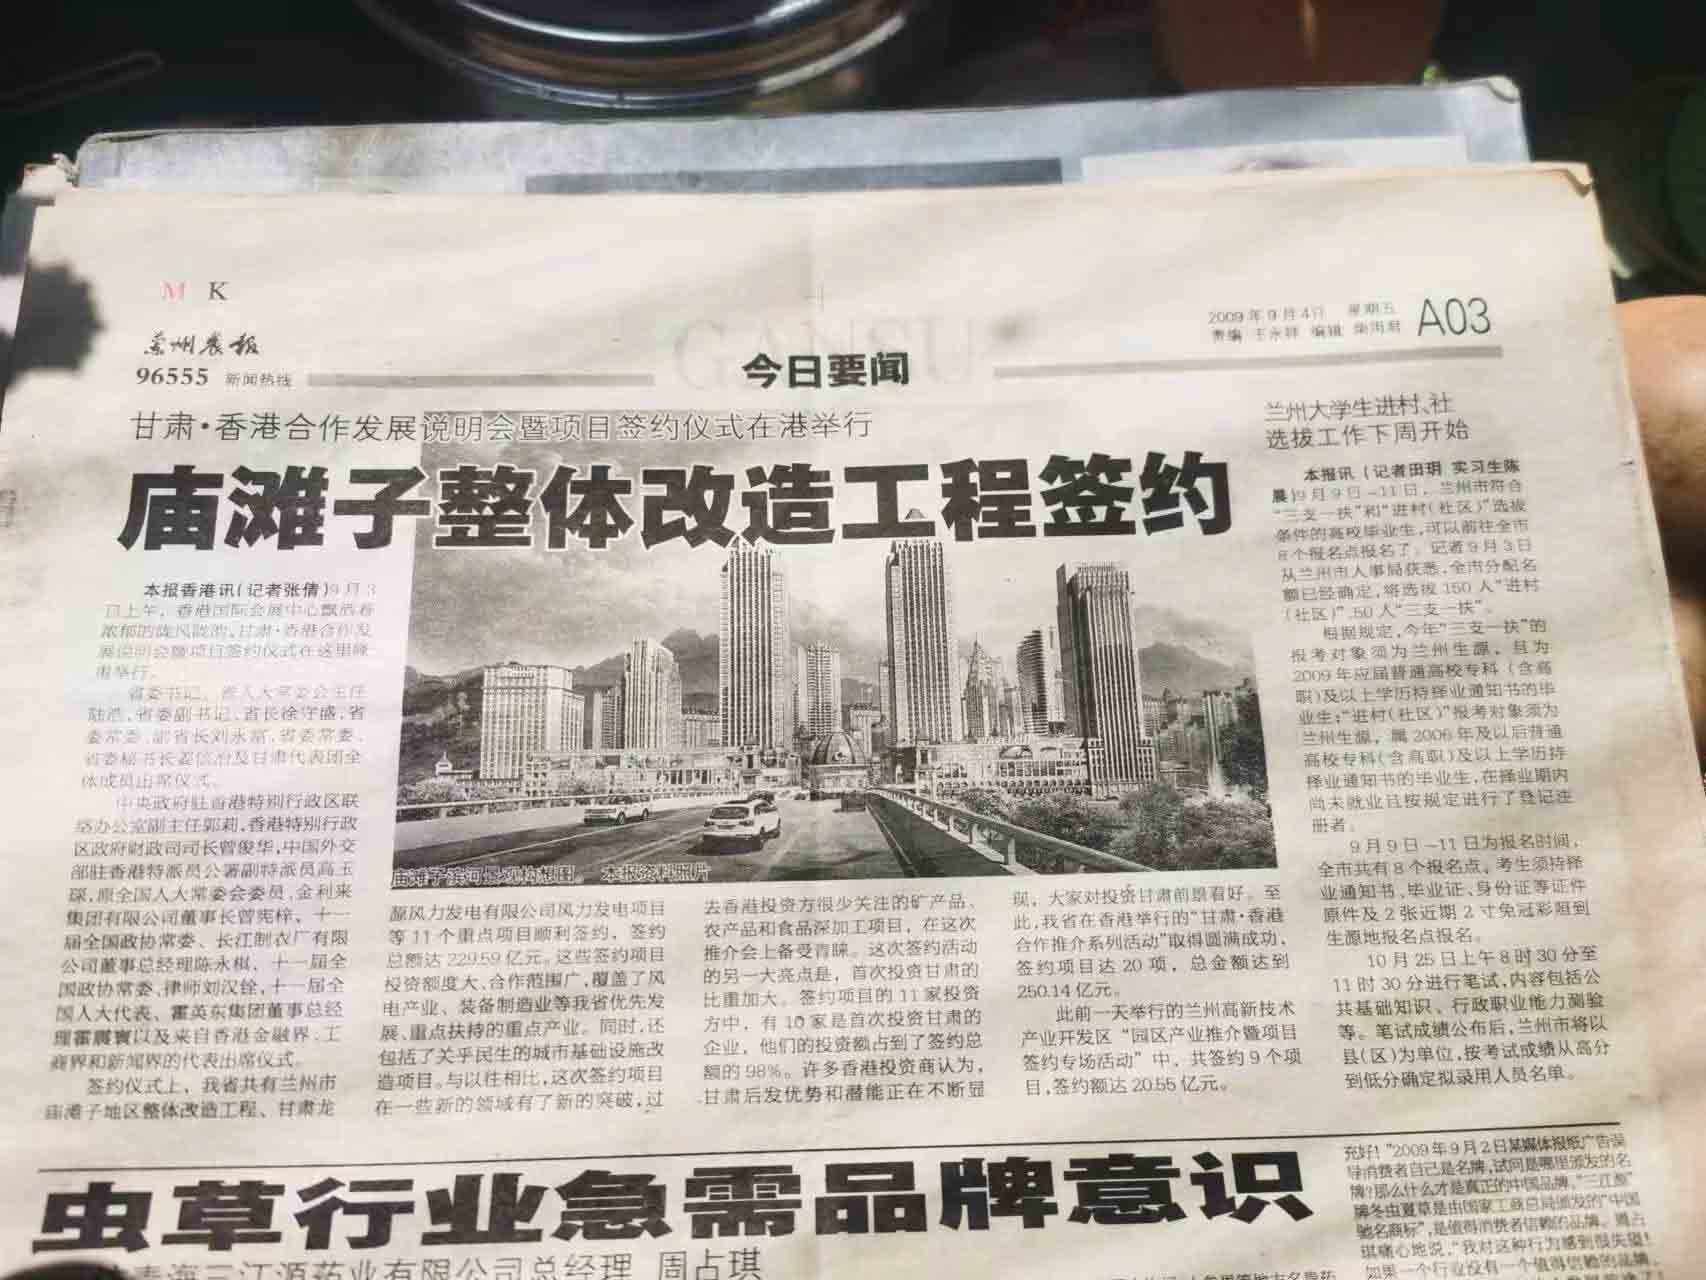 M K
兰州晨报
96555 新闻热线
GANSU
今日要闻
2009年9月4日 星期五
责编 王永祥 编辑 柴用君
A03
甘肃·香港合作发展说明会暨项目签约仪式在港举行
庙滩子整体改造工程签约
本报香港讯(记者张倩)9月3
日上午，香港国际会展中心飘洒着
浓郁的陇风陇韵,甘肃·香港合作发
展说明会暨项目签约仪式在这里隆
重举行。
省委书记、省人大常委会主任
陆浩,省委副书记、省长徐守盛,省
委常委、副省长刘永富,省委常委、
省委秘书长姜信治及甘肃代表团全
体成员出席仪式。
中央政府驻香港特别行政区联
络办公室副主任郭莉,香港特别行政
区政府财政司司长曾俊华,中国外交
部驻香港特派员公署副特派员高玉
琛,原全国人大常委会委员、金利来
集团有限公司董事长曾宪梓，十一
届全国政协常委、长江制衣厂有限
公司董事总经理陈永棋，十一届全
国政协常委、律师刘汉铨,十一届全
国人大代表、霍英东集团董事总经
理霍震寰以及来自香港金融界、工
商界和新闻界的代表出席仪式。
签约仪式上，我省共有兰州市
庙滩子地区整体改造工程、甘肃龙
庙滩子滨河景观构想图。 本报资料照片
源风力发电有限公司风力发电项目
等11个重点项目顺利签约，签约
总额达229.59亿元。这些签约项目
投资额度大、合作范围广,覆盖了风
电产业、装备制造业等我省优先发
展、重点扶持的重点产业。同时,还
包括了关乎民生的城市基础设施改
造项目。与以往相比,这次签约项目
在一些新的领域有了新的突破,过
去香港投资方很少关注的矿产品、
农产品和食品深加工项目，在这次
推介会上备受青睐。这次签约活动
的另一大亮点是，首次投资甘肃的
比重加大。签约项目的11家投资
方中，有10家是首次投资甘肃的
企业，他们的投资额占到了签约总
额的98%。许多香港投资商认为，
甘肃后发优势和潜能正在不断显
现，大家对投资甘肃前景看好。至
此,我省在香港举行的“甘肃·香港
合作推介系列活动”取得圆满成功，
签约项目达20项，总金额达到
250.14亿元。
此前一天举行的兰州高新技术
产业开发区“园区产业推介暨项目
签约专场活动”中，共签约9个项
目,签约额达20.55亿元。
兰州大学生进村、社
选拔工作下周开始
本报讯(记者田玥 实习生陈
晨)9月9日-11日，兰州市符合
“三支一扶”和“进村(社区)”选拔
条件的高校毕业生,可以前往全市
8个报名点报名了。记者9月3日
从兰州市人事局获悉,全市分配名
额已经确定,将选拔150人“进村
(社区)”,50人“三支一扶”。
根据规定,今年“三支一扶”的
报考对象须为兰州生源，且为
2009年应届普通高校专科(含高
职)及以上学历持择业通知书的毕
业生;“进村(社区)”报考对象须为
兰州生源，属2006年及以后普通
高校专科(含高职)及以上学历持
择业通知书的毕业生,在择业期内
尚未就业且按规定进行了登记注
册者。
9月9日-11日为报名时间，
全市共有8个报名点。考生须持择
业通知书、毕业证、身份证等证件
原件及2张近期2寸免冠彩照到
生源地报名点报名。
10月25日上午8时30分至
11时30分进行笔试,内容包括公
共基础知识、行政职业能力测验
等。笔试成绩公布后,兰州市将以
县(区)为单位,按考试成绩从高分
到低分确定拟录用人员名单。
虫草行业急需品牌意识
青海三江源药业有限公司总经理 周占琪
充好！”2009年9月2日某媒体报纸广告误
导消费者自己是名牌,试问是哪里颁发的名
牌?那么什么才是真正的中国品牌,“三江源”
牌冬虫夏草是由国家工商总局颁发的“中国
驰名商标”,是值得消费者信赖的品牌。周占
琪痛心地说,“我对这种行为感到很失望!
如果一个行业没有一个值得信赖的品牌,